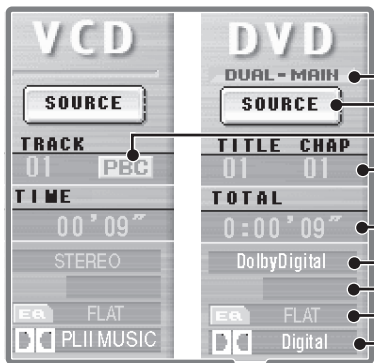 VCD
SOURCE
TRACK
01 PBC
TIME
00'09"
STEREO
EQ FLAT
PLII MUSIC
DVD
DUAL-MAIN
SOURCE
TITLE CHAP
01 01
TOTAL
0:00'09"
DolbyDigital
EQ FLAT
Digital